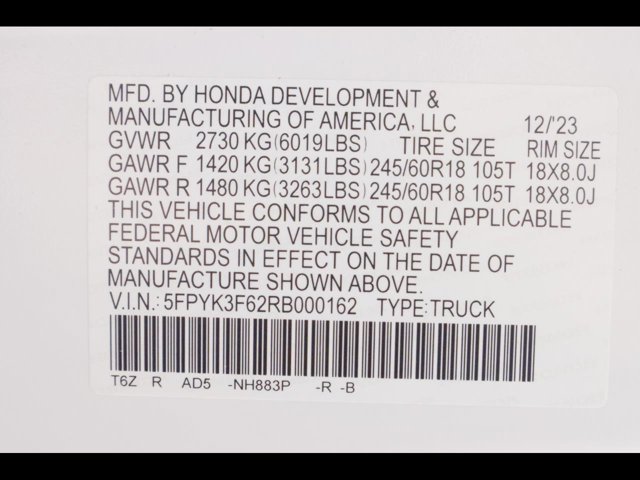 MFD. BY HONDA DEVELOPMENT &
MANUFACTURING OF AMERICA, LLC 12/'23
GVWR 2730 KG(6019LBS) TIRE SIZE RIM SIZE
GAWR F 1420 KG(3131LBS) 245/60R18 105T 18X8.0J
GAWR R 1480 KG(3263LBS) 245/60R18 105T 18X8.0J
THIS VEHICLE CONFORMS TO ALL APPLICABLE
FEDERAL MOTOR VEHICLE SAFETY
STANDARDS IN EFFECT ON THE DATE OF
MANUFACTURE SHOWN ABOVE.
V.I.N.: 5FPYK3F62RB000162 TYPE:TRUCK
T6Z R AD5 -NH883P -R -B